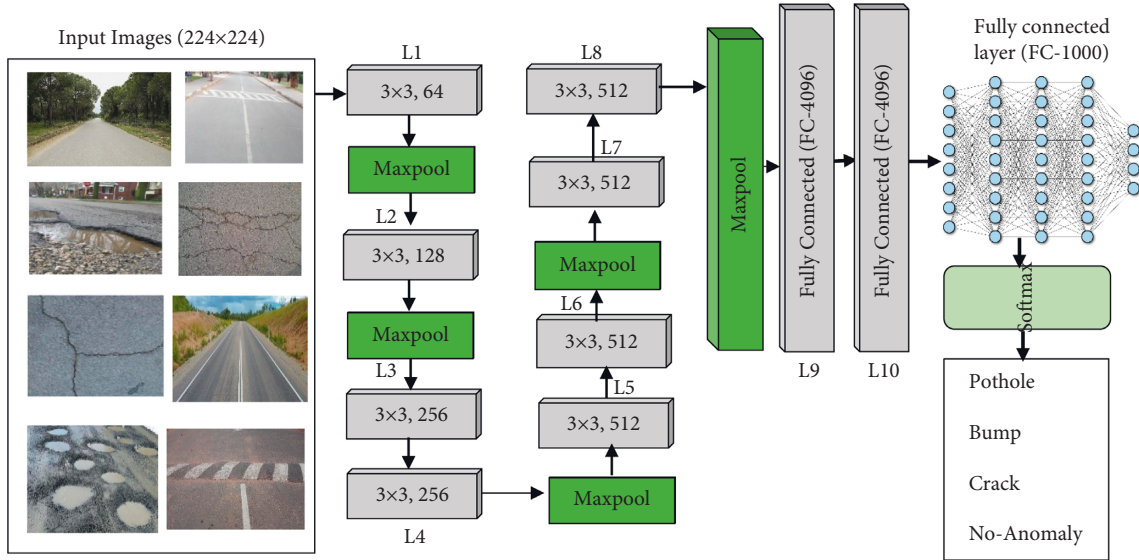 Input Images (224×224)
L1
3×3, 64
Maxpool
L2
3×3, 128
Maxpool
L3
3×3, 256
3×3, 256
L4
Maxpool
3×3, 512
L5
3×3, 512
L6
Maxpool
3×3, 512
L7
3×3, 512
L8
Maxpool
Fully Connected (FC-4096)
L9
Fully Connected (FC-4096)
L10
Fully connected
layer (FC-1000)
Softmax
Pothole
Bump
Crack
No-Anomaly